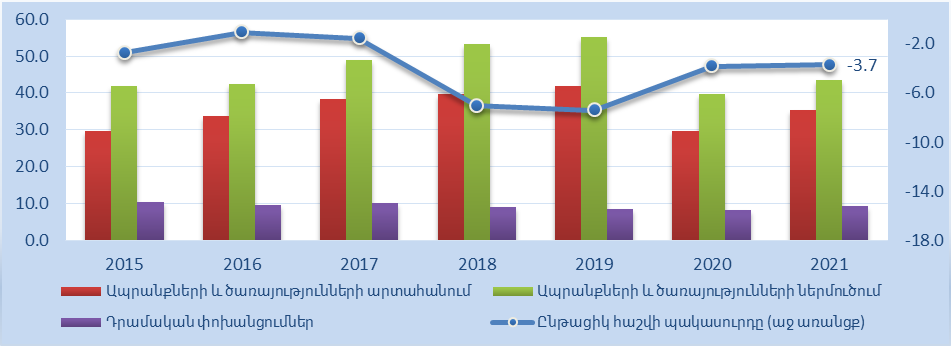 60.0
50.0
40.0
30.0
20.0
10.0
0.0
-2.0
-6.0
-10.0
-14.0
-18.0
-3.7
2015 2016 2017 2018 2019 2020 2021
Ապրանքների և ծառայությունների արտահանում
Ապրանքների և ծառայությունների ներմուծում
Դրամական փոխանցումներ
Ընթացիկ հաշվի պակասուրդը (աջ առանցք)